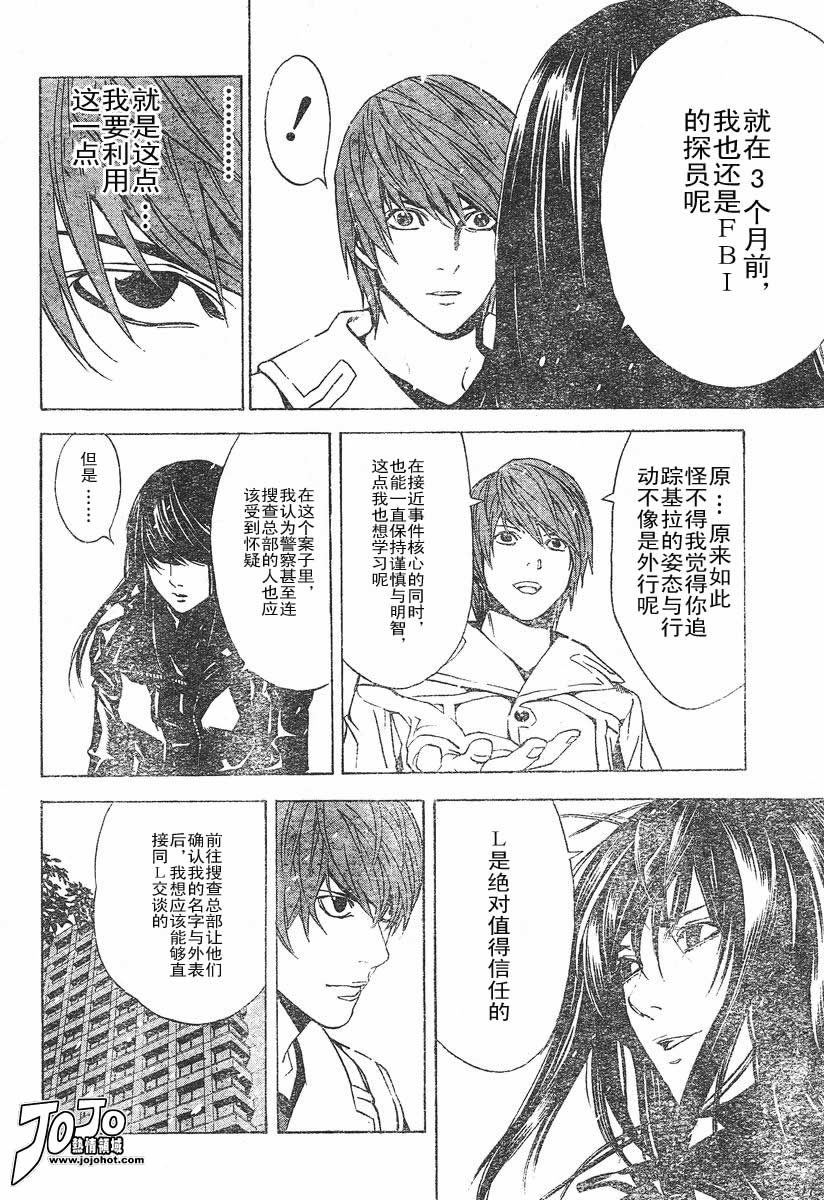 就在3个月前，
我也还是FBI
的探员呢
！
…………
就是这点…
我要利用
这一点
原…原来如此
怪不得我觉得你追
踪基拉的姿态与行
动不像是外行呢
在接近事件核心的同时，
也能一直保持谨慎与明智，
这点我也想学习呢
在这个案子里，
我认为警察甚至连
搜查总部的人也应
该受到怀疑
但是
……
L是绝对值得信任的
前往搜查总部让他们
确认我的名字与外表
后，我想应该能够直
接同L交谈的
JOJO
熱情領域
www.jojohot.com